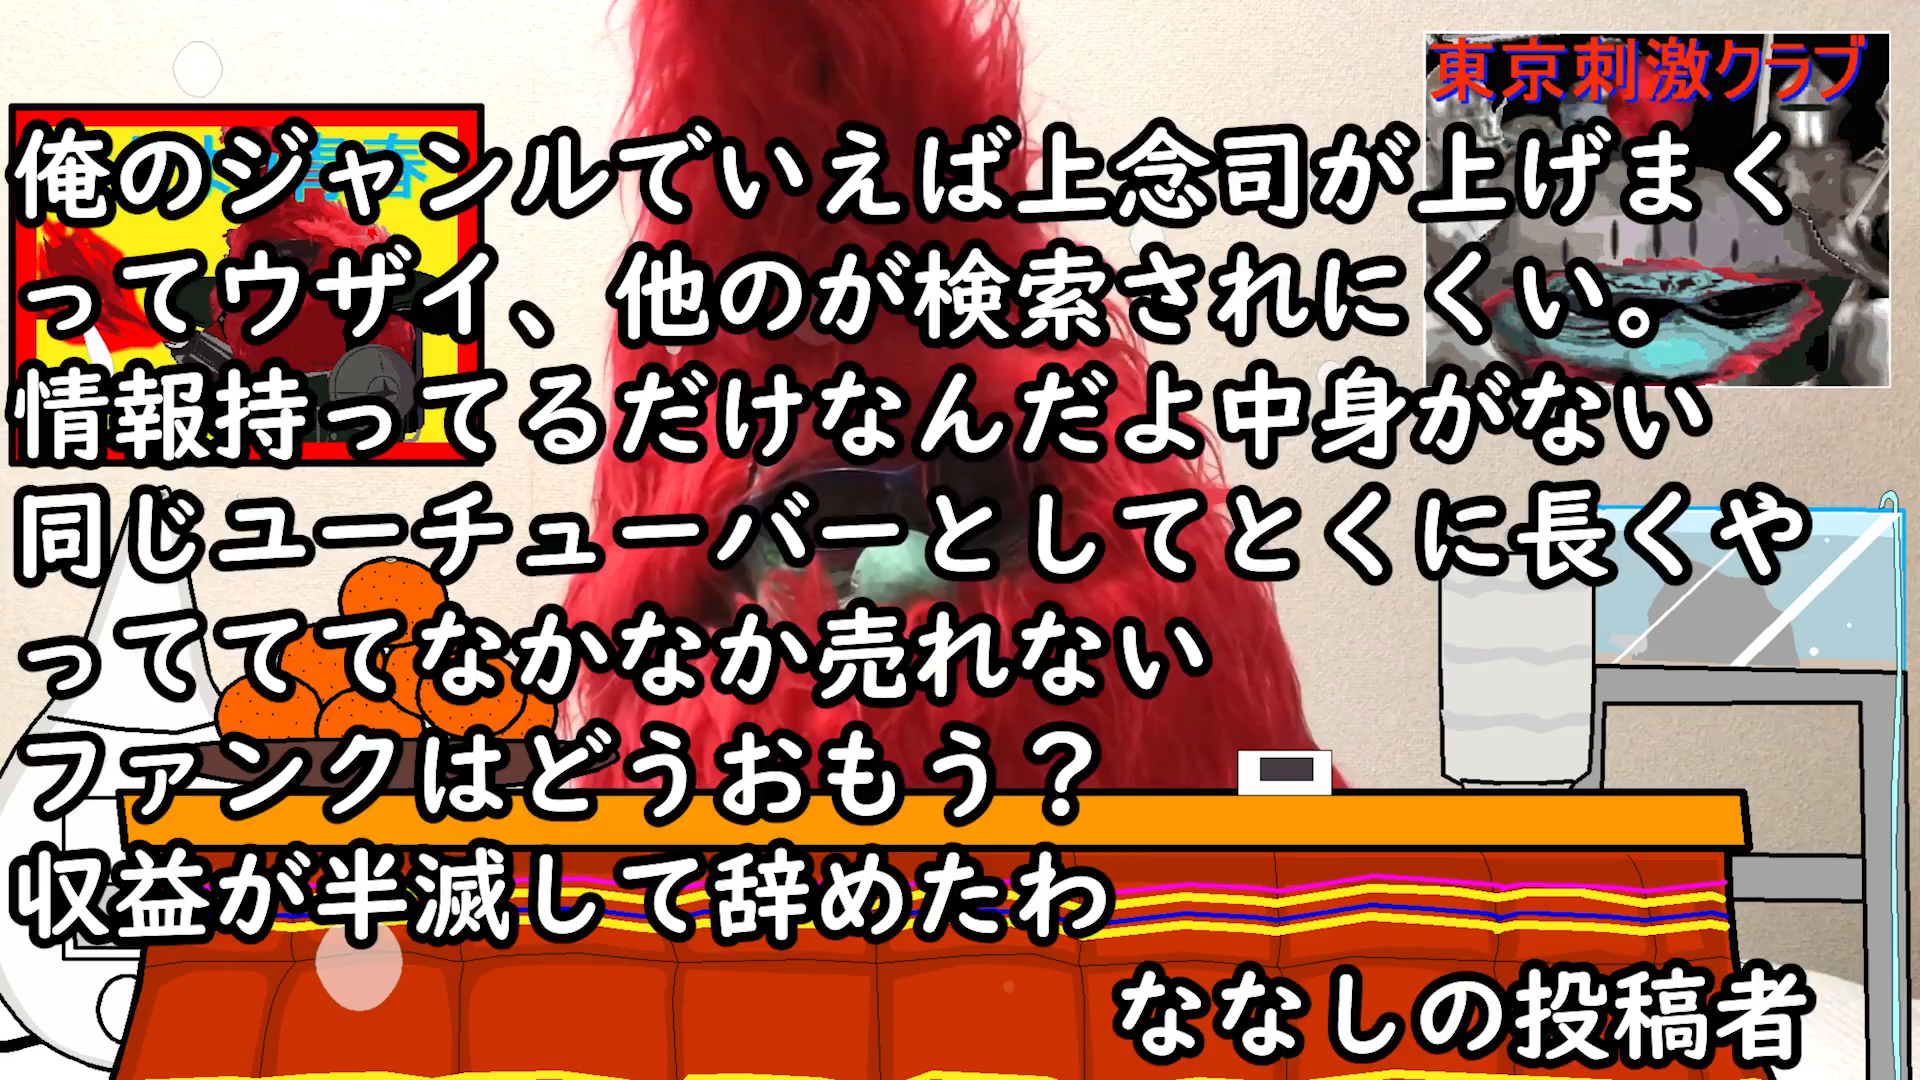 東京刺激クラブ
青春
俺のジャンルでいえば上念司が上げまく
ってウザイ、他のが検索されにくい。
情報持ってるだけなんだよ中身がない
同じユーチューバーとしてとくに長くや
ってててなかなか売れない
ファンクはどうおもう？
収益が半滅して辞めたわ
ななしの投稿者